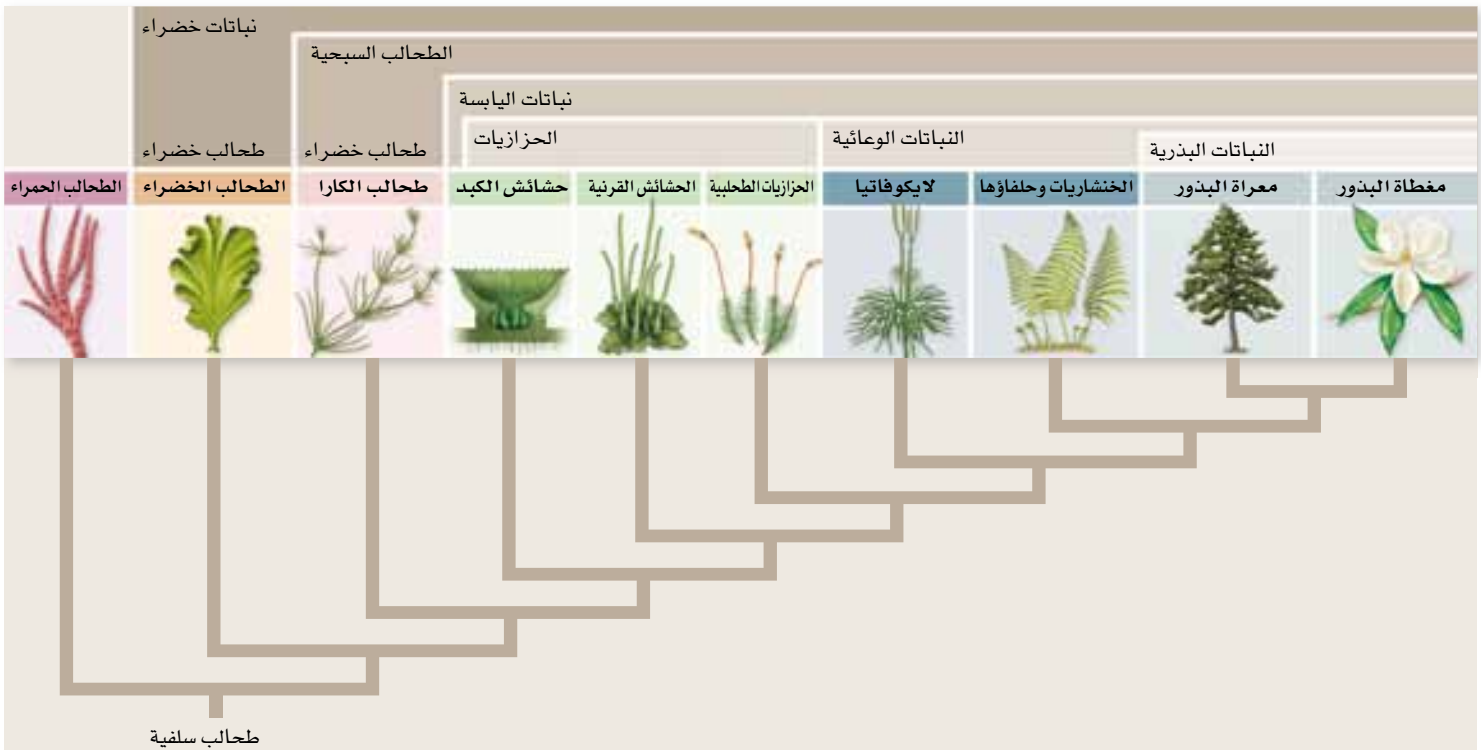 نباتات خضراء
الطحالب السبحية
نباتات اليابسة
الحزازيات
النباتات الوعائية
النباتات البذرية
طحالب خضراء
طحالب خضراء
الطحالب الحمراء
الطحالب الخضراء
طحالب الكارا
حشائش الكبد
الحشائش القرنية
الحزازيات الطحلبية
لايكوفاتيا
الخنشاريات وحلفاؤها
معراة البذور
مغطاة البذور
طحالب سلفية